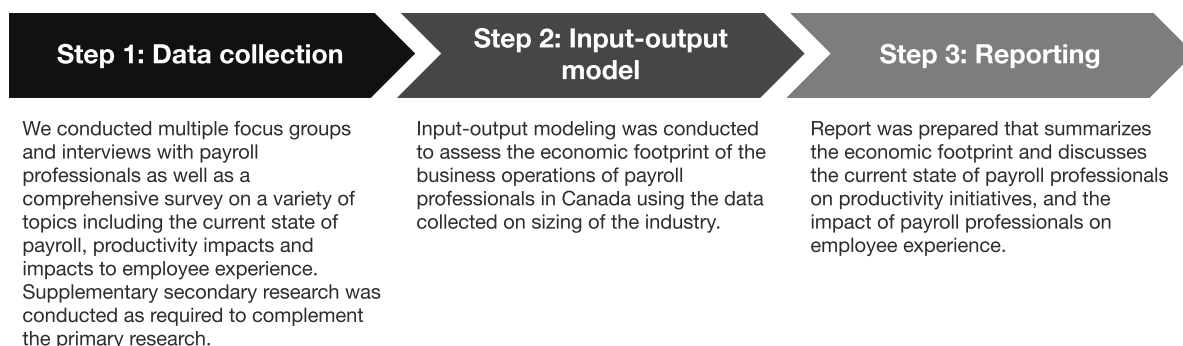 Step 1: Data collection
We conducted multiple focus groups
and interviews with payroll
professionals as well as a
comprehensive survey on a variety of
topics including the current state of
payroll, productivity impacts and
impacts to employee experience.
Supplementary secondary research was
conducted as required to complement
the primary research.
Step 2: Input-output
model
Input-output modeling was conducted
to assess the economic footprint of the
business operations of payroll
professionals in Canada using the data
collected on sizing of the industry.
Step 3: Reporting
Report was prepared that summarizes
the economic footprint and discusses
the current state of payroll professionals
on productivity initiatives, and the
impact of payroll professionals on
employee experience.